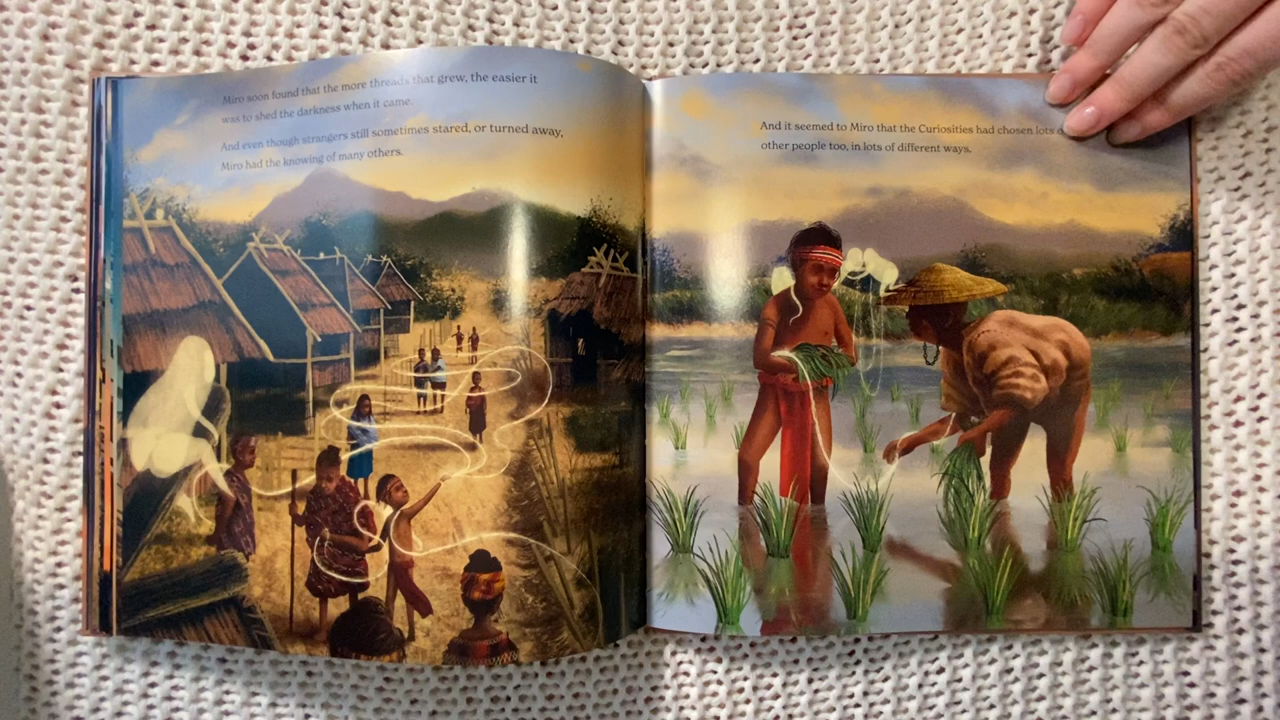 Miro soon found that the more threads that grew, the easier it
was to shed the darkness when it came.
And even though strangers still sometimes stared, or turned away,
Miro had the knowing of many others.
And it seemed to Miro that the Curiosities had chosen lots
other people too, in lots of different ways.